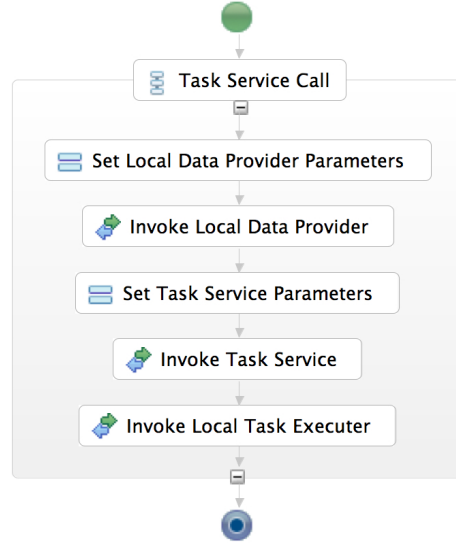 Task Service Call
Set Local Data Provider Parameters
Invoke Local Data Provider
Set Task Service Parameters
Invoke Task Service
Invoke Local Task Executer